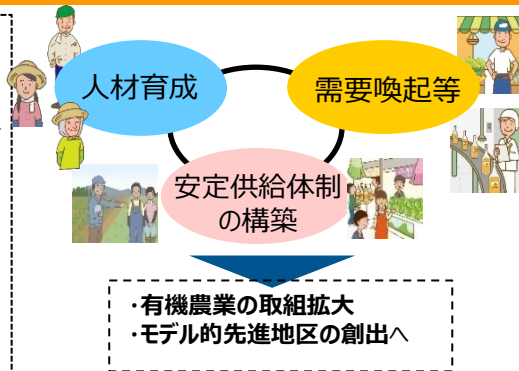 人材育成
需要喚起等
安定供給体制
の構築
・有機農業の取組拡大
・モデル的先進地区の創出へ